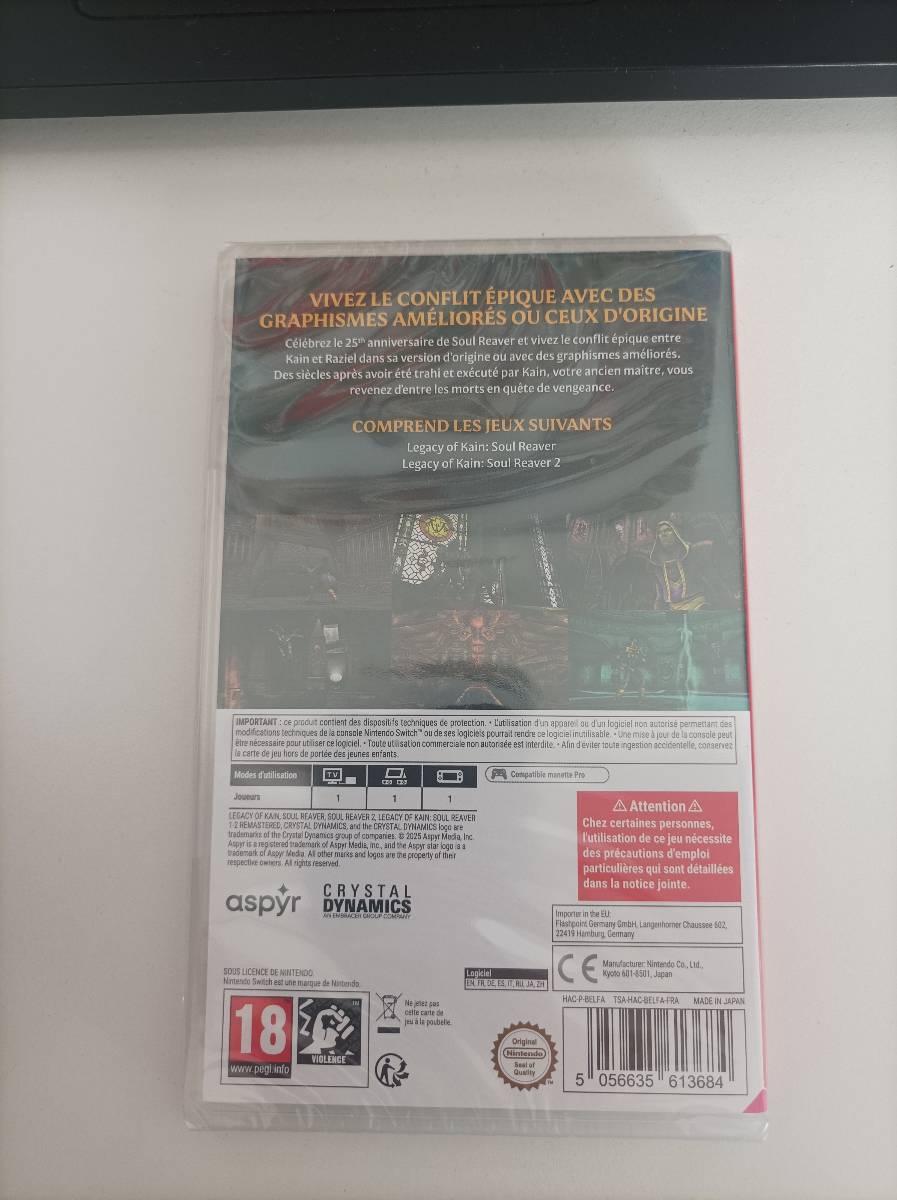 VIVEZ LE CONFLIT ÉPIQUE AVEC DES
GRAPHISMES AMÉLIORÉS OU CEUX D'ORIGINE
Célébrez le 25th anniversaire de Soul Reaver et vivez le conflit épique entre
Kain et Raziel dans sa version d'origine ou avec des graphismes améliorés.
Des siècles après avoir été trahi et exécuté par Kain, votre ancien maître, vous
revenez d'entre les morts en quête de vengeance.
COMPREND LES JEUX SUIVANTS
Legacy of Kain: Soul Reaver
Legacy of Kain: Soul Reaver 2
IMPORTANT : ce produit contient des dispositifs techniques de protection. • L'utilisation d'un appareil ou d'un logiciel non autorisé permettant des
modifications techniques de la console Nintendo Switch™ ou de ses logiciels pourrait rendre ce logiciel inutilisable. • Une mise à jour de la console peut
être nécessaire pour utiliser ce logiciel. • Toute utilisation commerciale non autorisée est interdite. • Afin d'éviter toute ingestion accidentelle, conservez
la carte de jeu hors de portée des jeunes enfants.
Modes d'utilisation
TV
Compatible manette Pro
Joueurs 1 1 1
LEGACY OF KAIN, SOUL REAVER, SOUL REAVER 2, LEGACY OF KAIN: SOUL REAVER
1-2 REMASTERED, CRYSTAL DYNAMICS, and the CRYSTAL DYNAMICS logo are
trademarks of the Crystal Dynamics group of companies. © 2025 Aspyr Media, Inc.
Aspyr is a registered trademark of Aspyr Media, Inc., and the Aspyr star logo is a
trademark of Aspyr Media. All other marks and logos are the property of their
respective owners. All rights reserved.
Attention
Chez certaines personnes,
l'utilisation de ce jeu nécessite
des précautions d'emploi
particulières qui sont détaillées
dans la notice jointe.
aspyr
CRYSTAL
DYNAMICS
AN EMBRACER GROUP COMPANY
Importer in the EU:
Flashpoint Germany GmbH, Langenhorner Chaussee 602,
22419 Hamburg, Germany
CE
Manufacturer: Nintendo Co., Ltd.,
Kyoto 601-8501, Japan
SOUS LICENCE DE NINTENDO.
Nintendo Switch est une marque de Nintendo.
Logiciel
EN, FR, DE, ES, IT, RU, JA, ZH
HAC-P-BELFA TSA-HAC-BELFA-FRA MADE IN JAPAN
18
www.pegi.info
VIOLENCE
Ne jetez pas
cette carte de
jeu à la poubelle.
Original
Nintendo
Seal of
Quality
™
5 056635 613684